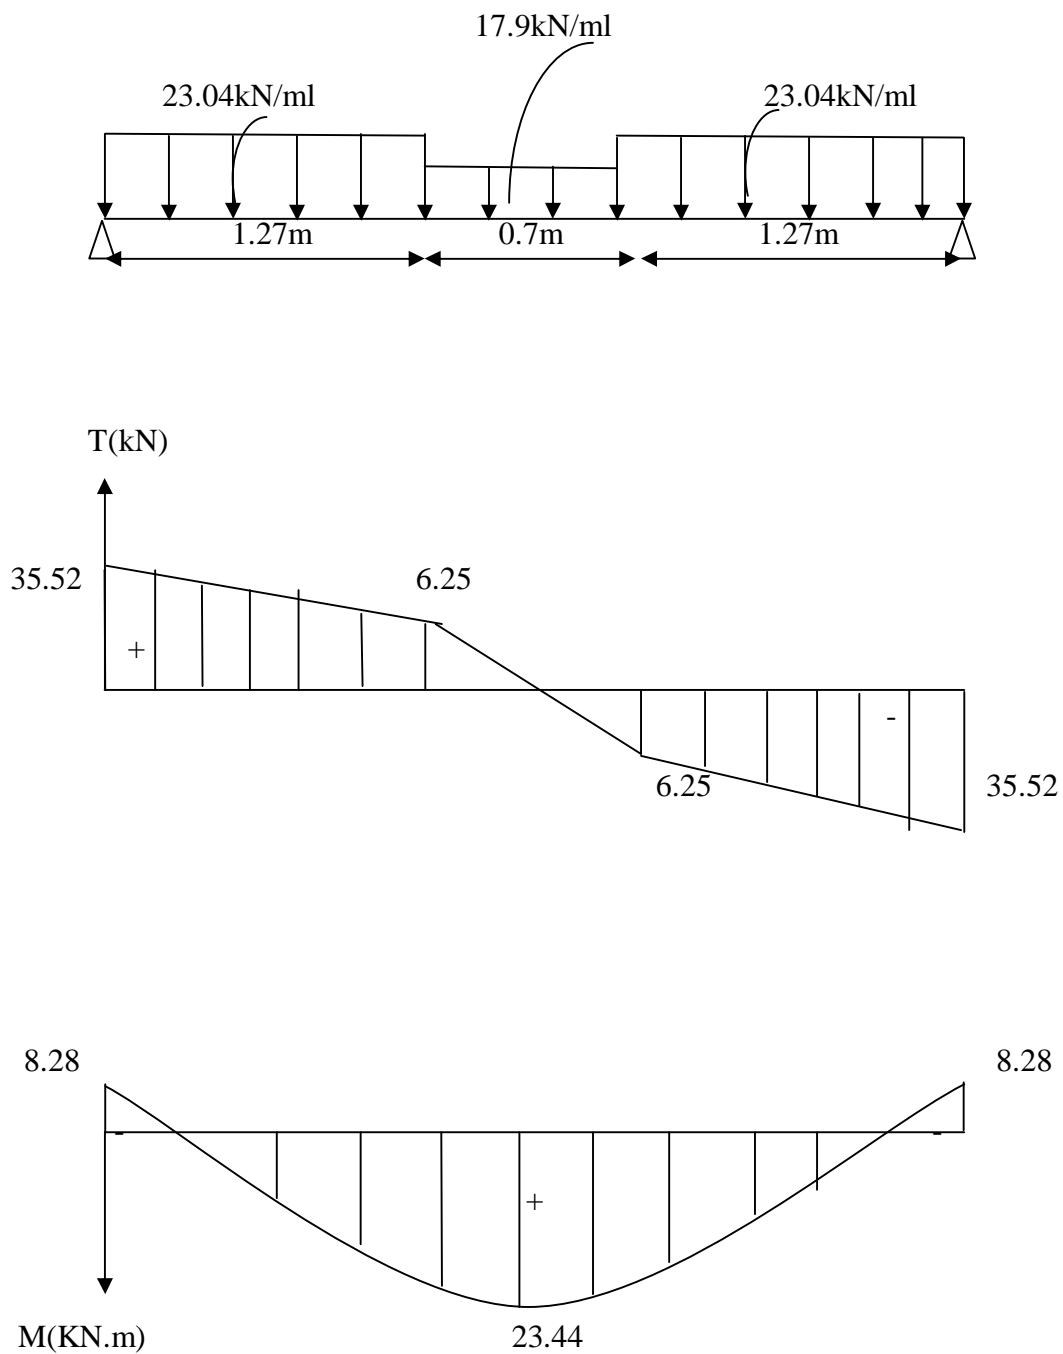 17.9kN/ml
23.04kN/ml 23.04kN/ml
1.27m 0.7m 1.27m
T(kN)
35.52 6.25
+
-
6.25 35.52
8.28 8.28
- -
+
M(KN.m) 23.44